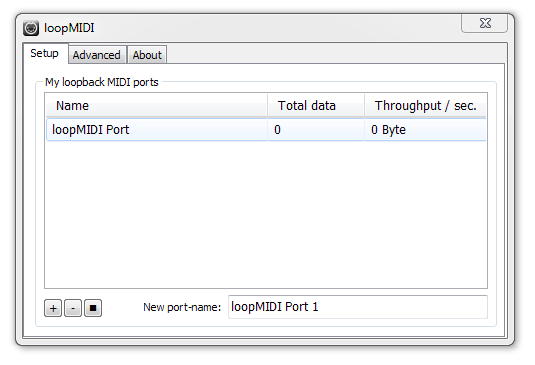 loopMIDI
Setup Advanced About
My loopback MIDI ports
Name Total data Throughput / sec.
loopMIDI Port 0 0 Byte
+ - New port-name: loopMIDI Port 1